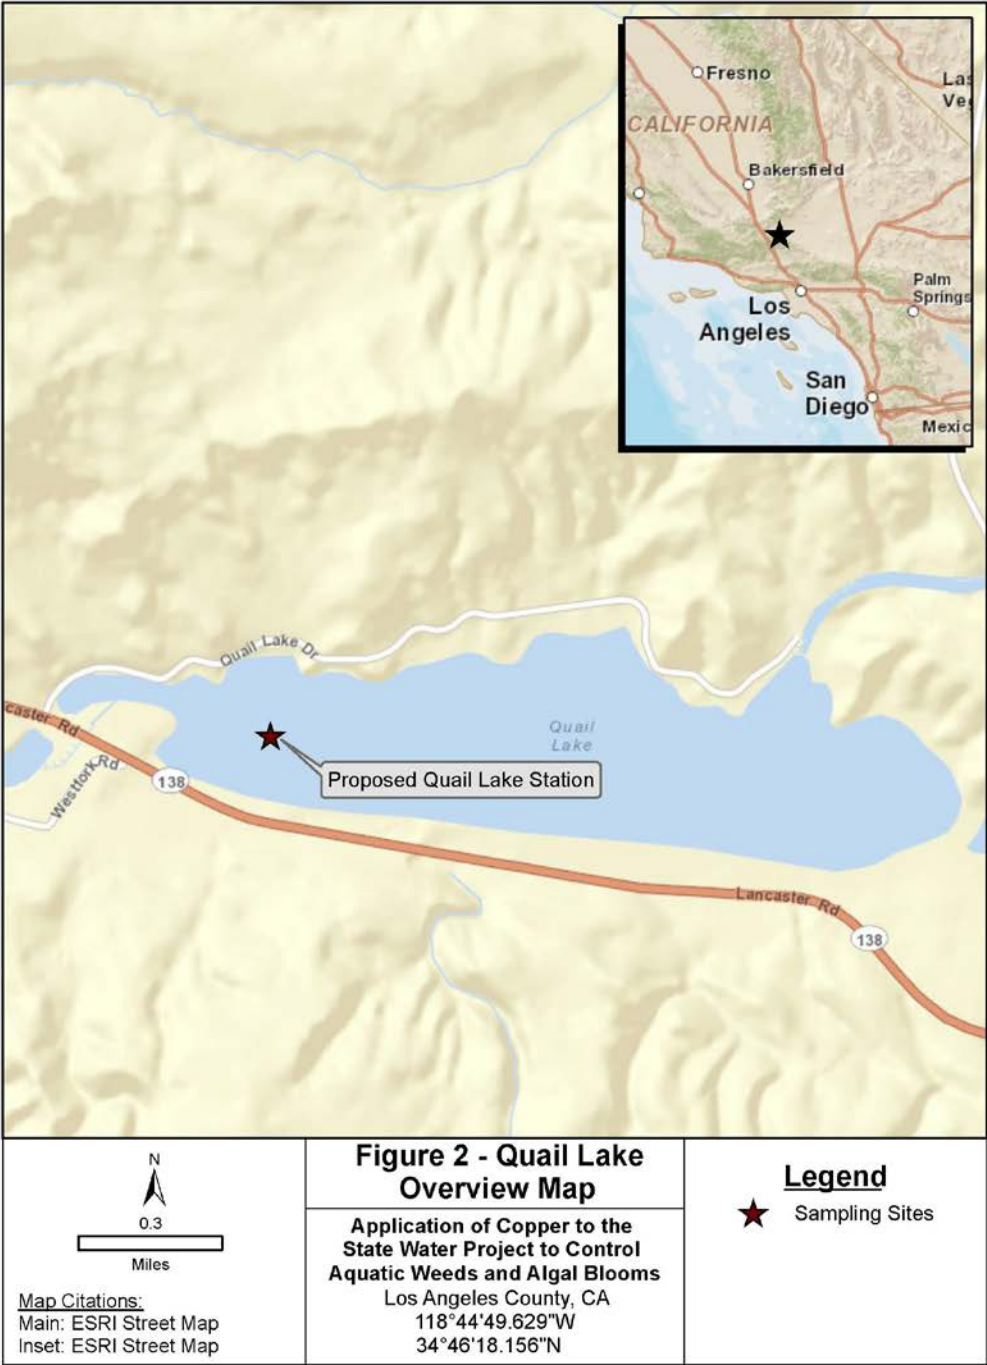 Fresno
Las
Veg
CALIFORNIA
Bakersfield
Palm
Springs
Los
Angeles
San
Diego
Mexic
Quail Lake Dr
caster Rd
Westfork Rd
138
Quail
Lake
Proposed Quail Lake Station
Lancaster Rd
138
N
0.3
Miles
Map Citations:
Main: ESRI Street Map
Inset: ESRI Street Map
Figure 2 - Quail Lake
Overview Map
Application of Copper to the
State Water Project to Control
Aquatic Weeds and Algal Blooms
Los Angeles County, CA
118°44'49.629"W
34°46'18.156"N
Legend
Sampling Sites